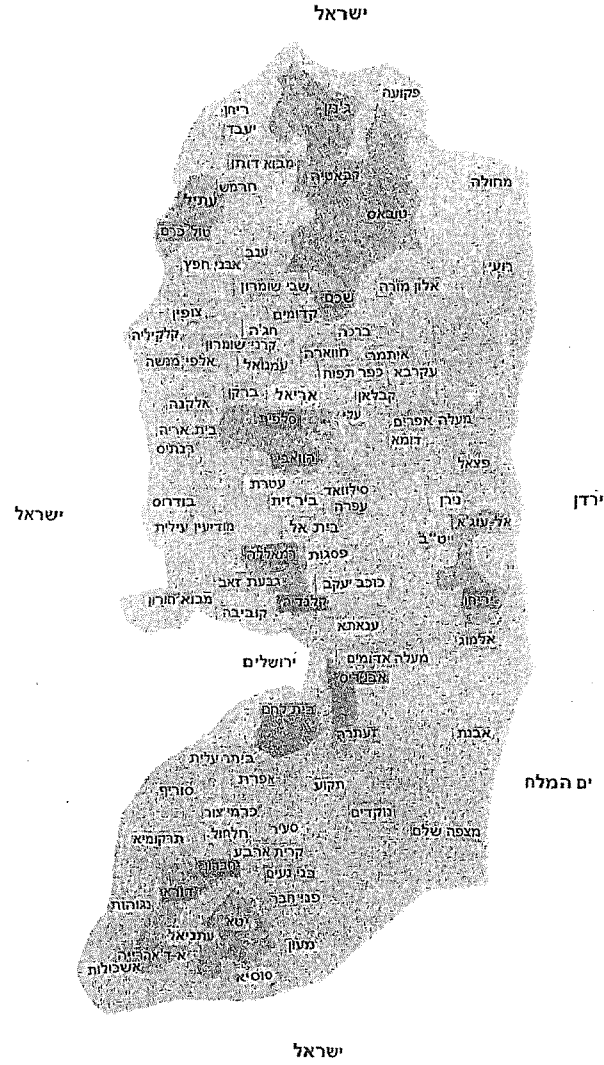 ישראל
פקועה
ג'נין
ריחן
יעבד
מבוא דותן
קבאטיה
מחולה
חרמש
עתיל
טובאס
טול כרם
ענב
אבני חפץ
רועי
שבי שומרון
אלון מורה
שכם
קדומים
צופין
חג'ה
ברכה
קלקיליה
קרני שומרון
חווארה
איתמר
אלפי מנשה
עמנואל
כפר תפוח
עקרבא
ברקן
אריאל
קבלאן
אלקנה
סלפית
עלי
מעלה אפרים
בית אריה
דומא
רנתיס
פצאל
עטרת
סילוואד
בודרוס
ביר זית
עפרה
נירן
ירדן
ישראל
אל עוג'א
מודיעין עילית
בית אל
ייט"ב
רמאללה
פסגות
גבעת זאב
כוכב יעקב
מבוא חורון
קלנדיה
יריחו
קוביבה
ענאתא
אלמוג
ירושלים
מעלה אדומים
אבו דיס
בית לחם
זעתרה
אבנת
ביתר עלית
אפרת
תקוע
ים המלח
סוריף
כרמי צור
נוקדים
סעיר
מצפה שלם
תרקומיא
חלחול
קרית ארבע
חברון
בני נעים
דורא
פני חבר
נגוהות
יטא
עתניאל
מעון
א-ד'אהרייה
אשכולות
סוסיא
ישראל